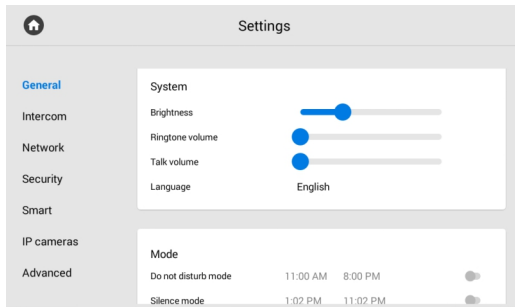 Settings
General
Intercom
Network
Security
Smart
IP cameras
Advanced
System
Brightness
Ringtone volume
Talk volume
Language English
Mode
Do not disturb mode 11:00 AM 8:00 PM
Silence mode 1:02 PM 11:02 PM